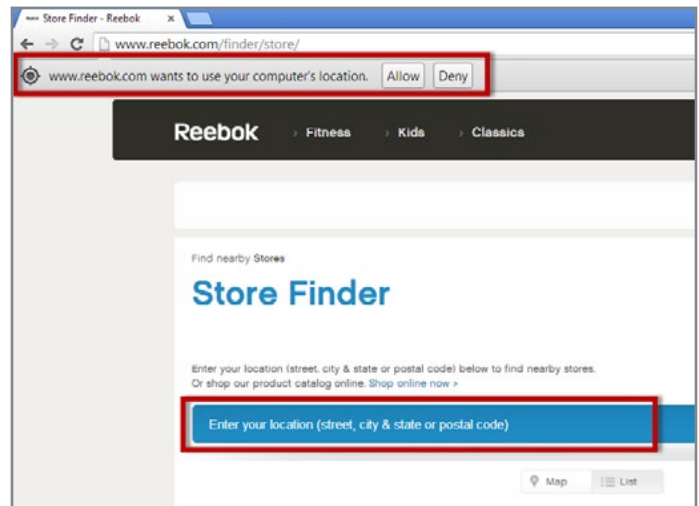 Store Finder - Reebok x
www.reebok.com/finder/store/
www.reebok.com wants to use your computer's location. Allow Deny
Reebok › Fitness › Kids › Classics
Find nearby Stores
Store Finder
Enter your location (street, city & state or postal code) below to find nearby stores.
Or shop our product catalog online. Shop online now >
Enter your location (street, city & state or postal code)
Map List